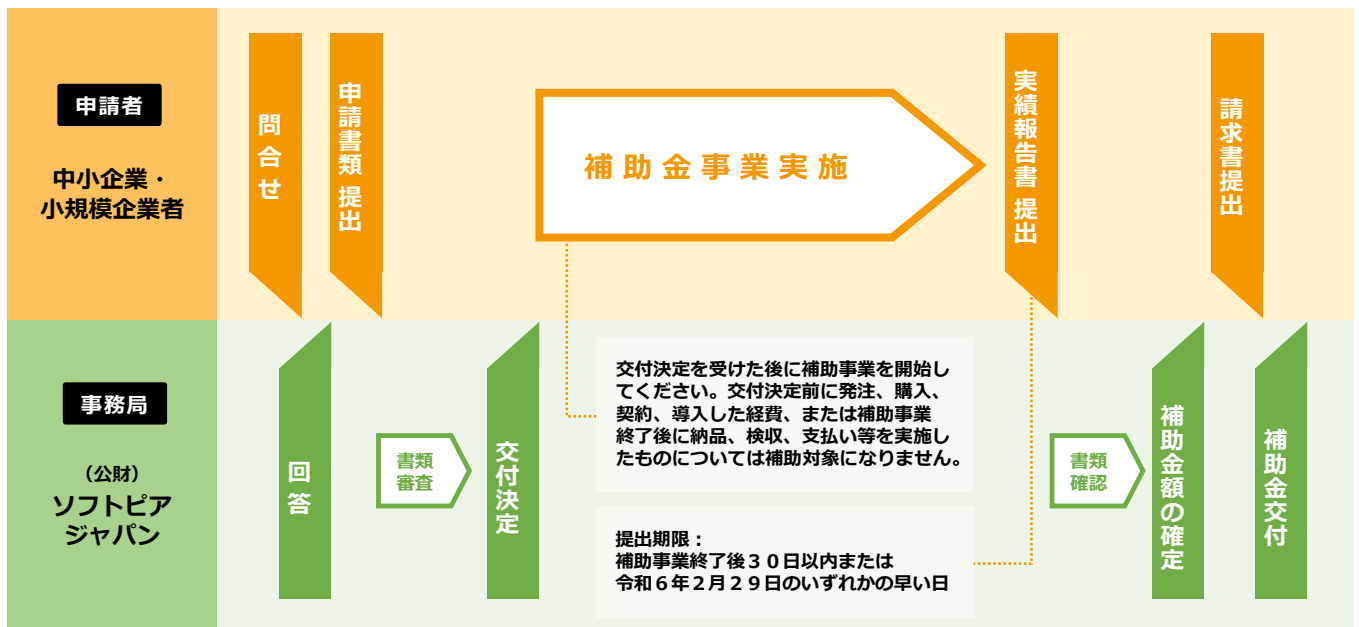 申請者
中小企業・
小規模企業者
問合せ
申請書類 提出
補助金事業実施
実績報告書 提出
請求書提出
事務局
（公財）
ソフトピア
ジャパン
回答
書類
審査
交付決定
交付決定を受けた後に補助事業を開始し
てください。交付決定前に発注、購入、
契約、導入した経費、または補助事業
終了後に納品、検収、支払い等を実施し
たものについては補助対象になりません。
提出期限：
補助事業終了後３０日以内または
令和６年２月２９日のいずれかの早い日
書類
確認
補助金額の確定
補助金交付